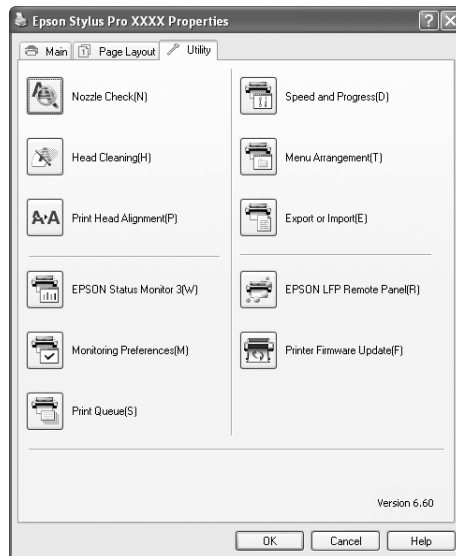 Epson Stylus Pro XXXX Properties
Main
Page Layout
Utility
Nozzle Check(N)
Head Cleaning(H)
A▸A
Print Head Alignment(P)
EPSON Status Monitor 3(W)
Monitoring Preferences(M)
Print Queue(S)
Speed and Progress(D)
Menu Arrangement(T)
Export or Import(E)
EPSON LFP Remote Panel(R)
Printer Firmware Update(F)
Version 6.60
OK
Cancel
Help